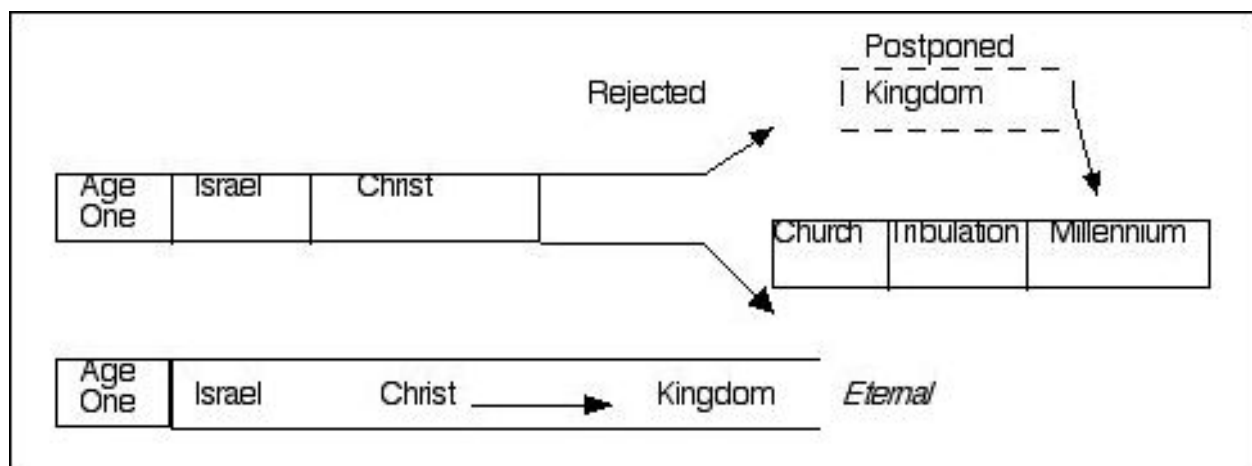 Postponed
Rejected
Kingdom
Age
One
Israel
Christ
Church
Tribulation
Millennium
Age
One
Israel
Christ
Kingdom
Eternal